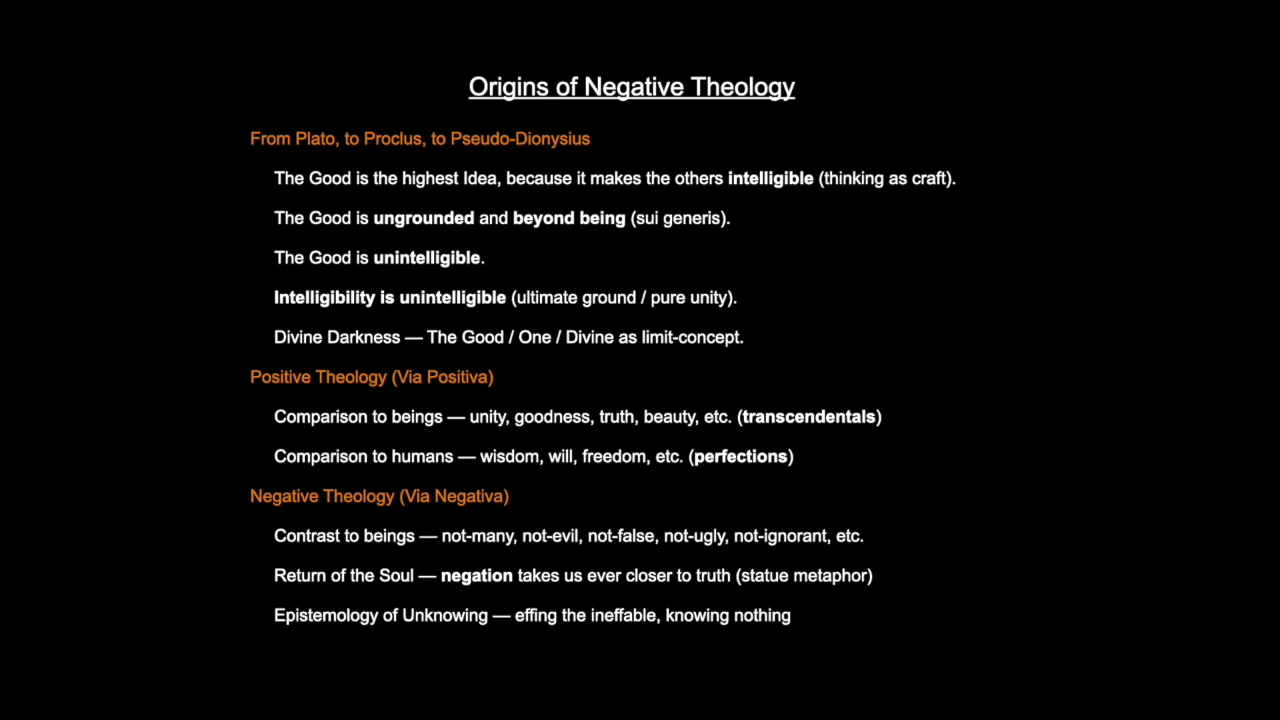 Origins of Negative Theology
From Plato, to Proclus, to Pseudo-Dionysius
The Good is the highest Idea, because it makes the others intelligible (thinking as craft).
The Good is ungrounded and beyond being (sui generis).
The Good is unintelligible.
Intelligibility is unintelligible (ultimate ground / pure unity).
Divine Darkness — The Good / One / Divine as limit-concept.
Positive Theology (Via Positiva)
Comparison to beings — unity, goodness, truth, beauty, etc. (transcendentals)
Comparison to humans — wisdom, will, freedom, etc. (perfections)
Negative Theology (Via Negativa)
Contrast to beings — not-many, not-evil, not-false, not-ugly, not-ignorant, etc.
Return of the Soul — negation takes us ever closer to truth (statue metaphor)
Epistemology of Unknowing — effing the ineffable, knowing nothing